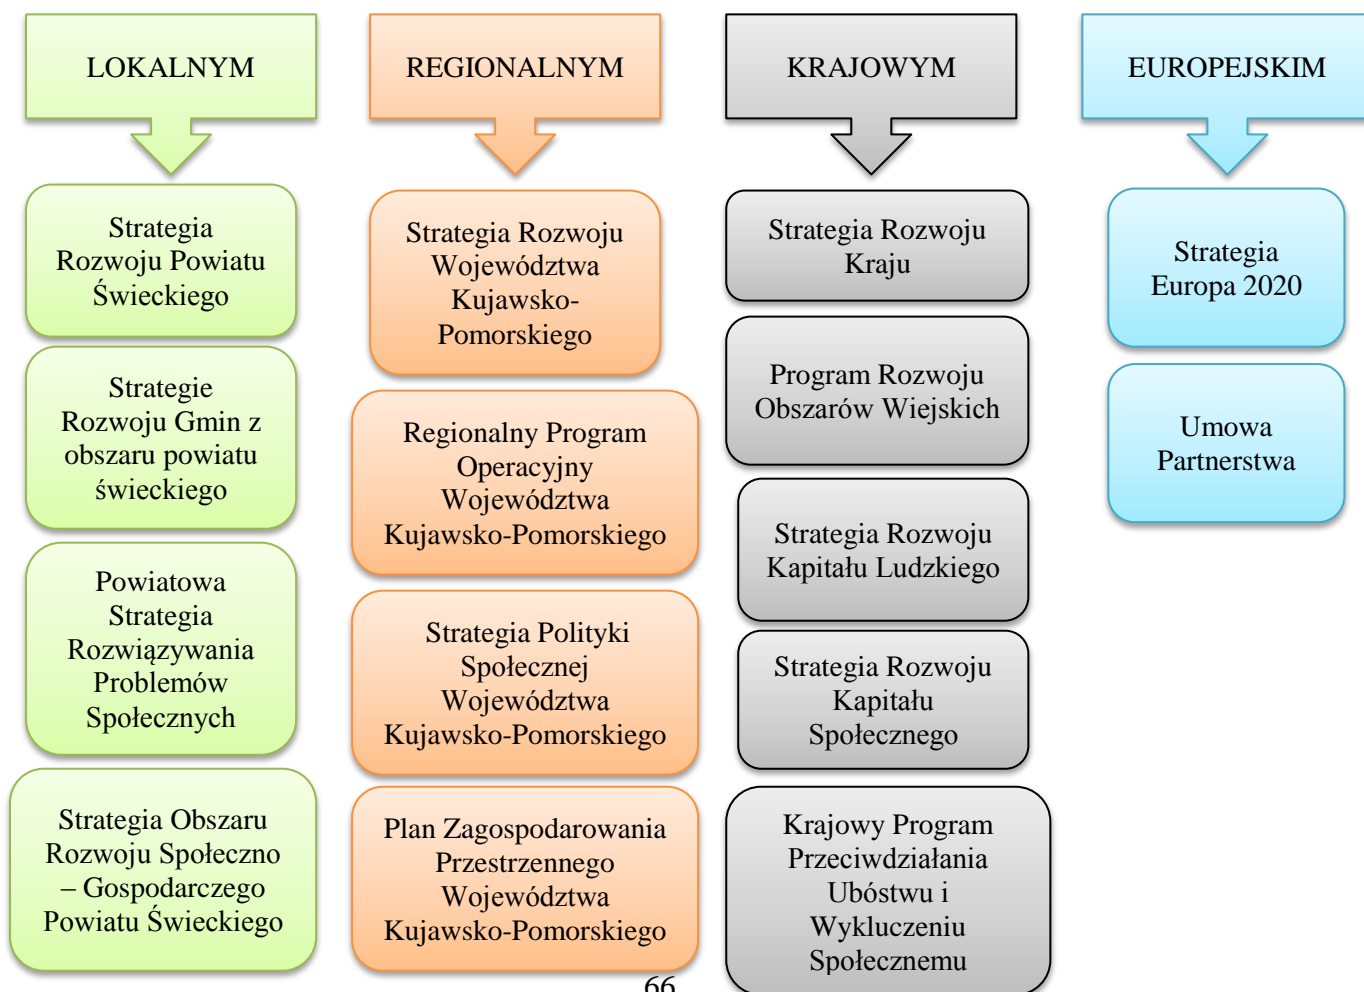 LOKALNYM
Strategia
Rozwoju Powiatu
Świeckiego
Strategie
Rozwoju Gmin z
obszaru powiatu
świeckiego
Powiatowa
Strategia
Rozwiązywania
Problemów
Społecznych
Strategia Obszaru
Rozwoju Społeczno
– Gospodarczego
Powiatu Świeckiego
REGIONALNYM
Strategia Rozwoju
Województwa
Kujawsko-
Pomorskiego
Regionalny Program
Operacyjny
Województwa
Kujawsko-Pomorskiego
Strategia Polityki
Społecznej
Województwa
Kujawsko-Pomorskiego
Plan Zagospodarowania
Przestrzennego
Województwa
Kujawsko-Pomorskiego
KRAJOWYM
Strategia Rozwoju
Kraju
Program Rozwoju
Obszarów Wiejskich
Strategia Rozwoju
Kapitału Ludzkiego
Strategia Rozwoju
Kapitału
Społecznego
Krajowy Program
Przeciwdziałania
Ubóstwu i
Wykluczeniu
Społecznemu
EUROPEJSKIM
Strategia
Europa 2020
Umowa
Partnerstwa
66